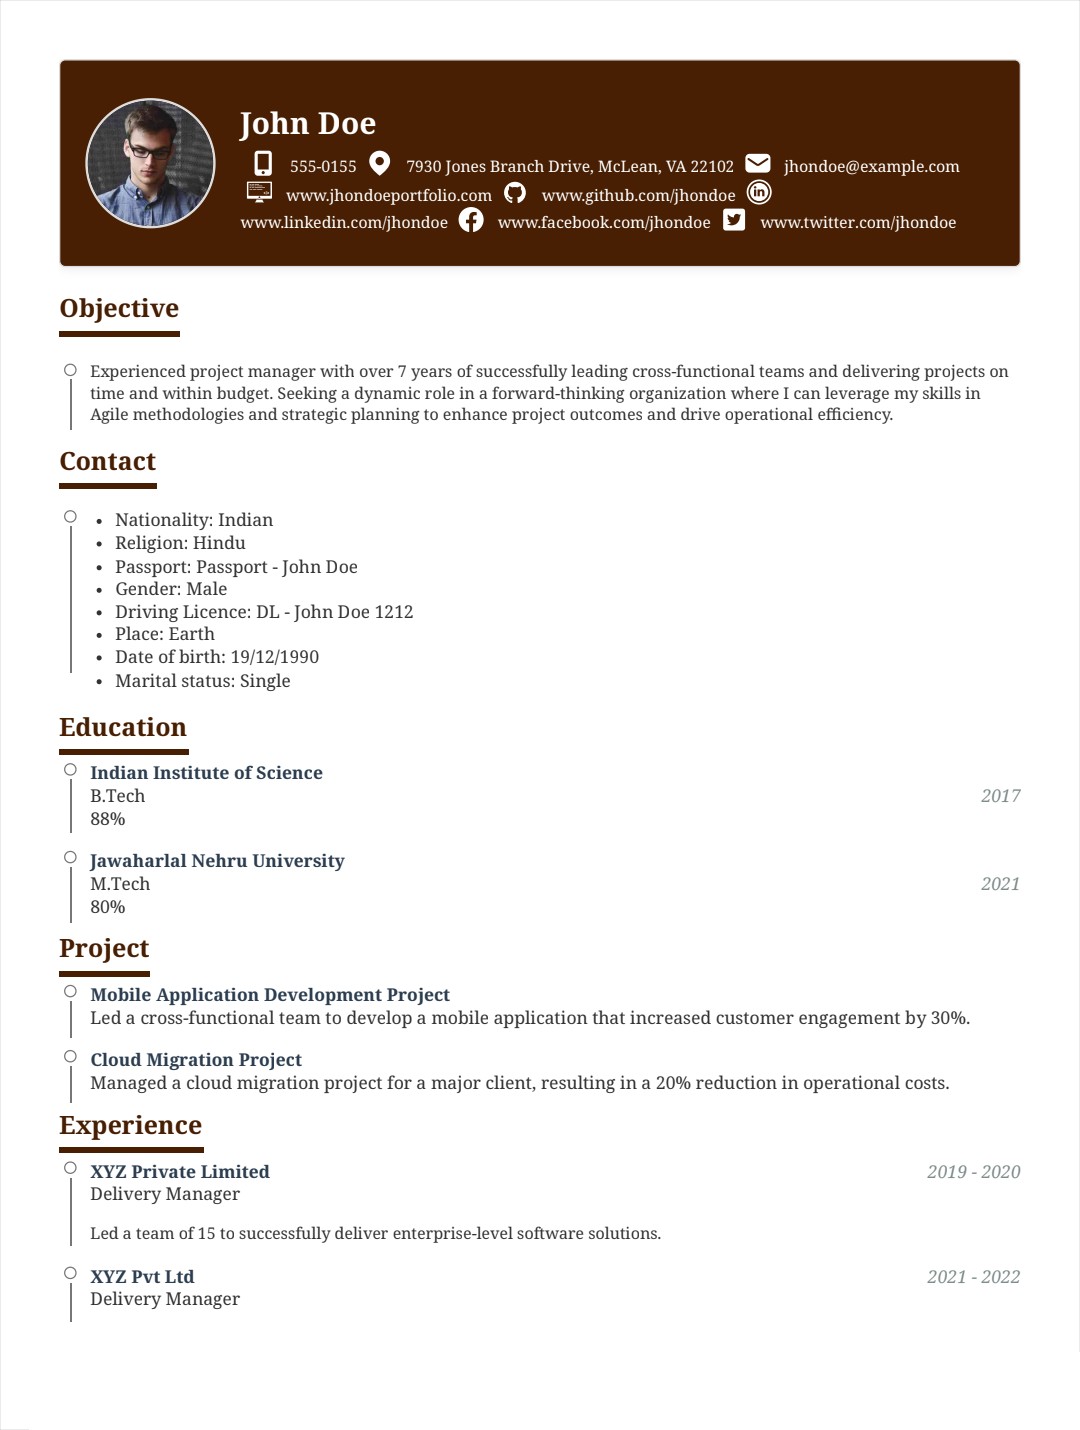 John Doe
555-0155 7930 Jones Branch Drive, McLean, VA 22102 jhondoe@example.com
www.jhondoeportfolio.com www.github.com/jhondoe
www.linkedin.com/jhondoe www.facebook.com/jhondoe www.twitter.com/jhondoe
Objective
Experienced project manager with over 7 years of successfully leading cross-functional teams and delivering projects on
time and within budget. Seeking a dynamic role in a forward-thinking organization where I can leverage my skills in
Agile methodologies and strategic planning to enhance project outcomes and drive operational efficiency.
Contact
• Nationality: Indian
• Religion: Hindu
• Passport: Passport - John Doe
• Gender: Male
• Driving Licence: DL - John Doe 1212
• Place: Earth
• Date of birth: 19/12/1990
• Marital status: Single
Education
Indian Institute of Science
B.Tech 2017
88%
Jawaharlal Nehru University
M.Tech 2021
80%
Project
Mobile Application Development Project
Led a cross-functional team to develop a mobile application that increased customer engagement by 30%.
Cloud Migration Project
Managed a cloud migration project for a major client, resulting in a 20% reduction in operational costs.
Experience
XYZ Private Limited 2019 - 2020
Delivery Manager
Led a team of 15 to successfully deliver enterprise-level software solutions.
XYZ Pvt Ltd 2021 - 2022
Delivery Manager